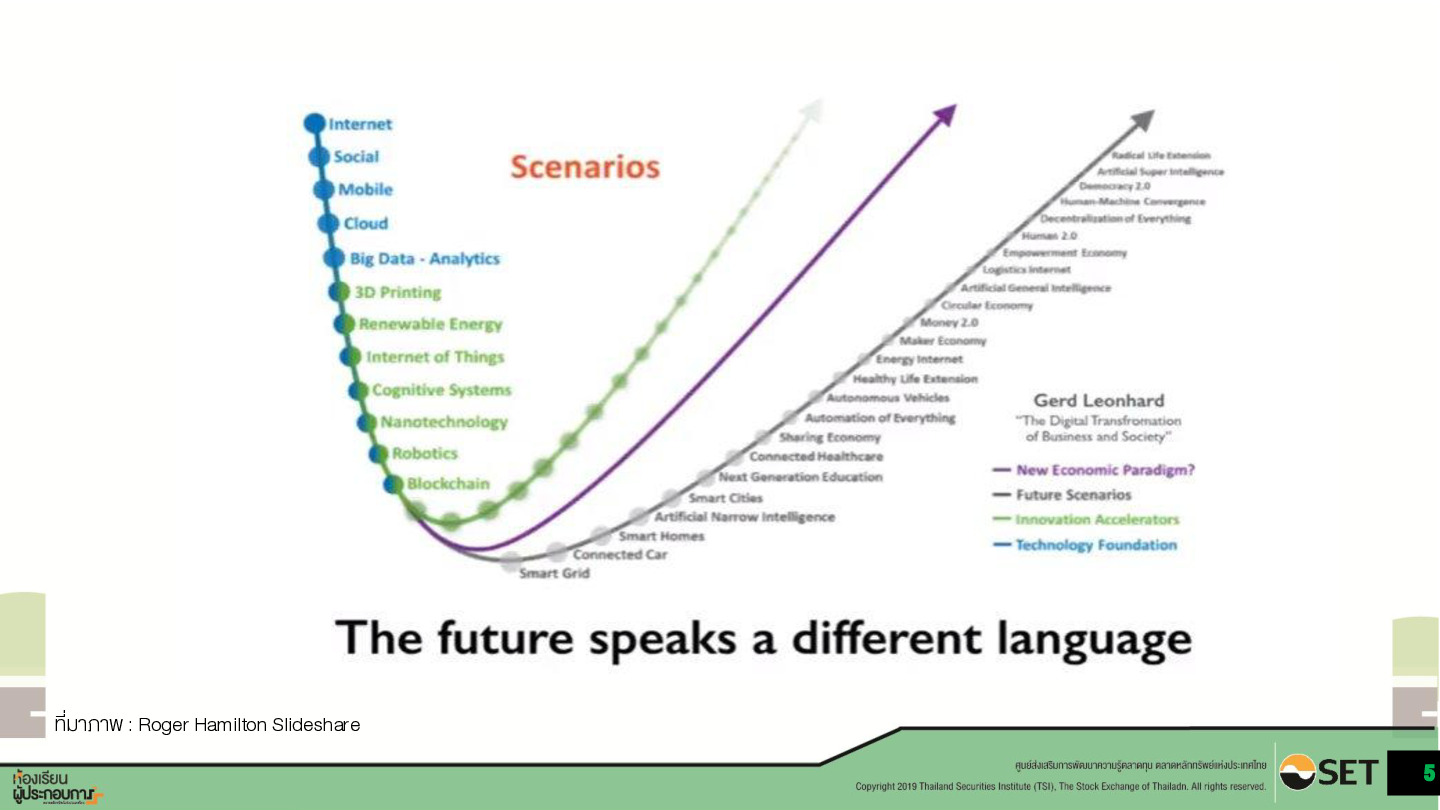 Internet
Social
Mobile
Cloud
Big Data - Analytics
3D Printing
Renewable Energy
Internet of Things
Cognitive Systems
Nanotechnology
Robotics
Blockchain
Scenarios
Radical Life Extension
Artificial Super Intelligence
Democracy 2.0
Human-Machine Convergence
Decentralization of Everything
Human 2.0
Empowerment Economy
Logistics Internet
Artificial General Intelligence
Circular Economy
Money 2.0
Maker Economy
Energy Internet
Healthy Life Extension
Autonomous Vehicles
Automation of Everything
Sharing Economy
Connected Healthcare
Next Generation Education
Smart Cities
Artificial Narrow Intelligence
Smart Homes
Connected Car
Smart Grid
Gerd Leonhard
"The Digital Transfromation
of Business and Society"
New Economic Paradigm?
Future Scenarios
Innovation Accelerators
Technology Foundation
The future speaks a different language
ที่มาภาพ : Roger Hamilton Slideshare
ห้องเรียน
ผู้ประกอบการ
ศูนย์ส่งเสริมการพัฒนาความรู้ตลาดทุน ตลาดหลักทรัพย์แห่งประเทศไทย
Copyright 2019 Thailand Securities Institute (TSI), The Stock Exchange of Thailadn. All rights reserved.
SET
5